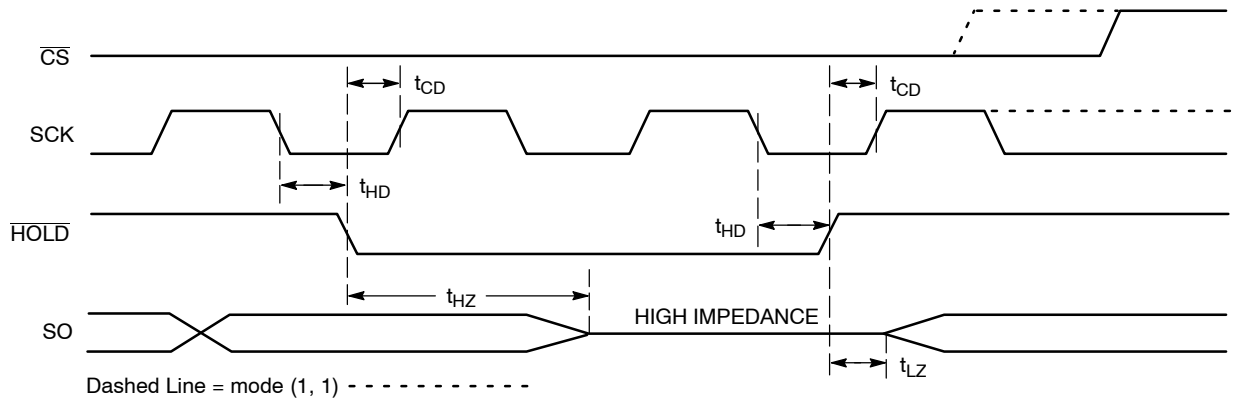 CS
tCD
tCD
SCK
tHD
HOLD
tHD
tHZ
HIGH IMPEDANCE
SO
tLZ
Dashed Line = mode (1, 1)